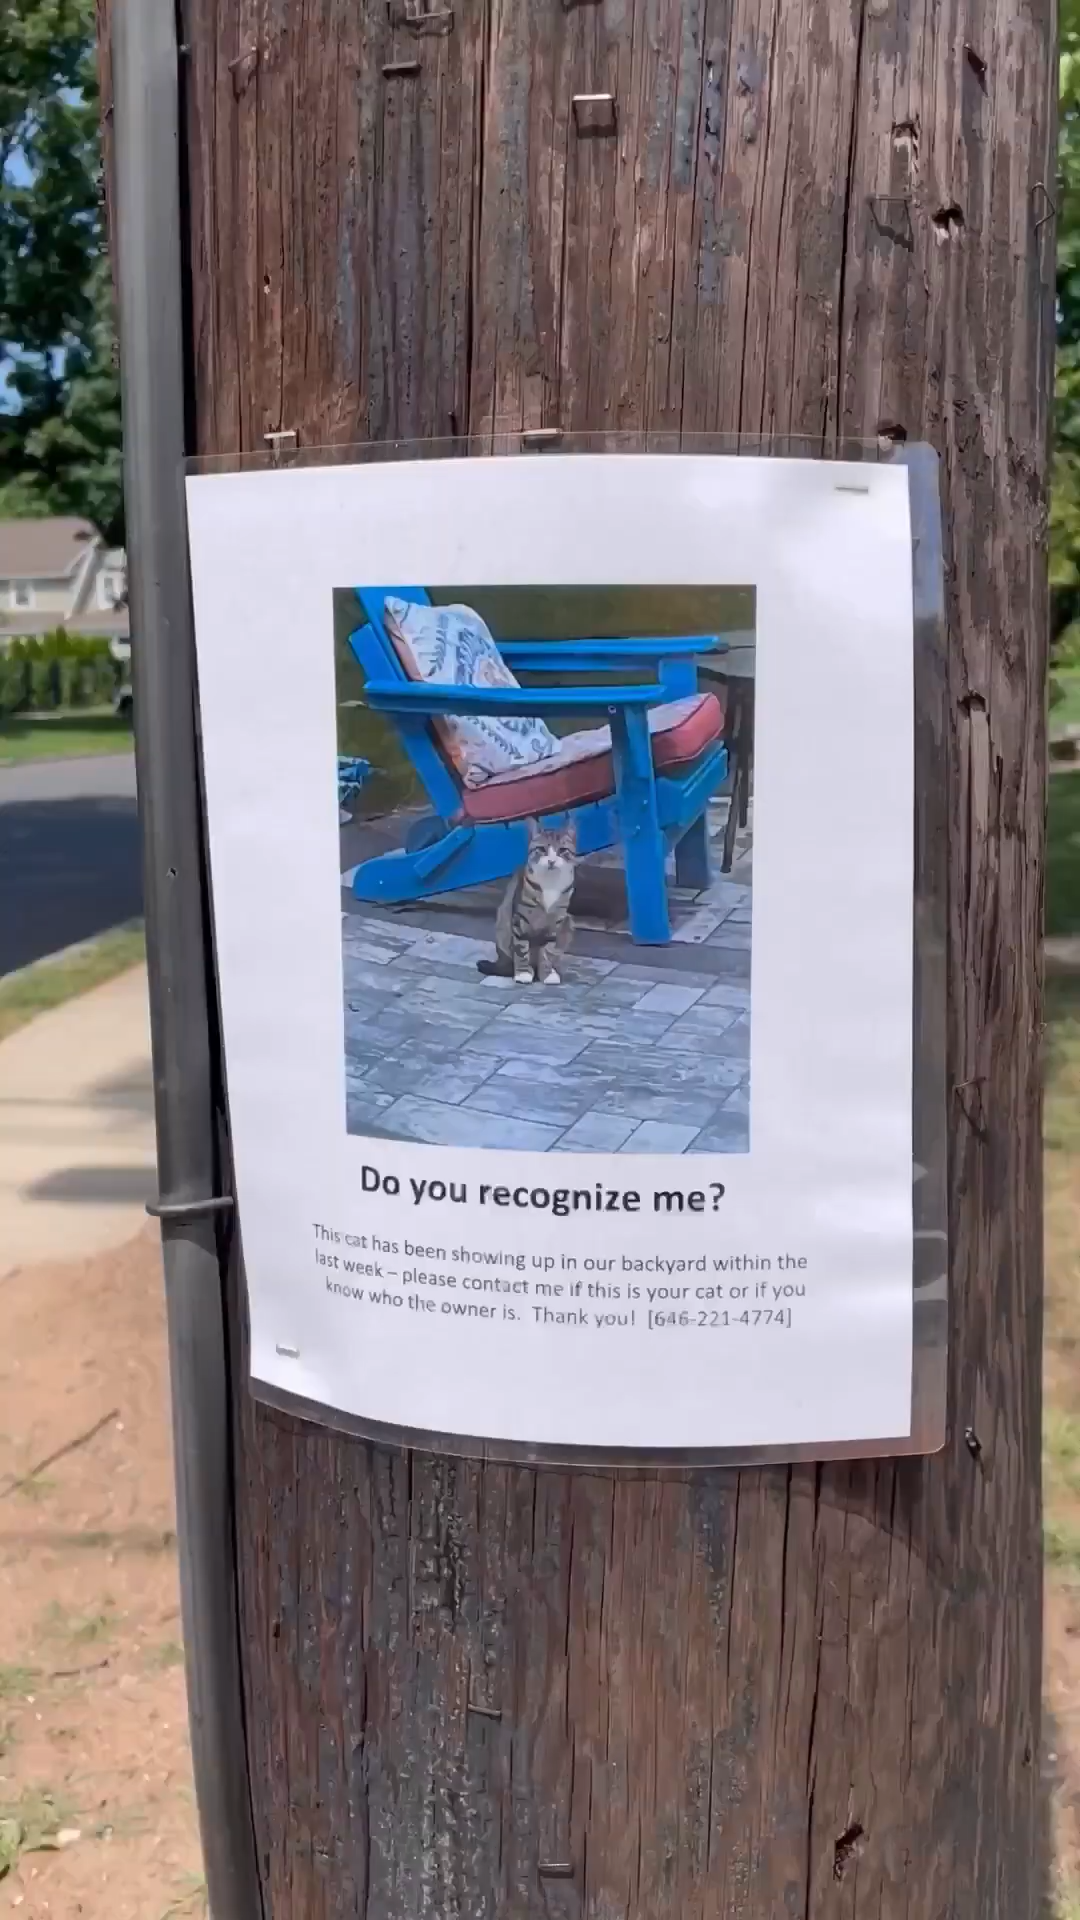 Do you recognize me?
This cat has been showing up in our backyard within the
last week – please contact me if this is your cat or if you
know who the owner is.  Thank you!  [646-221-4774]